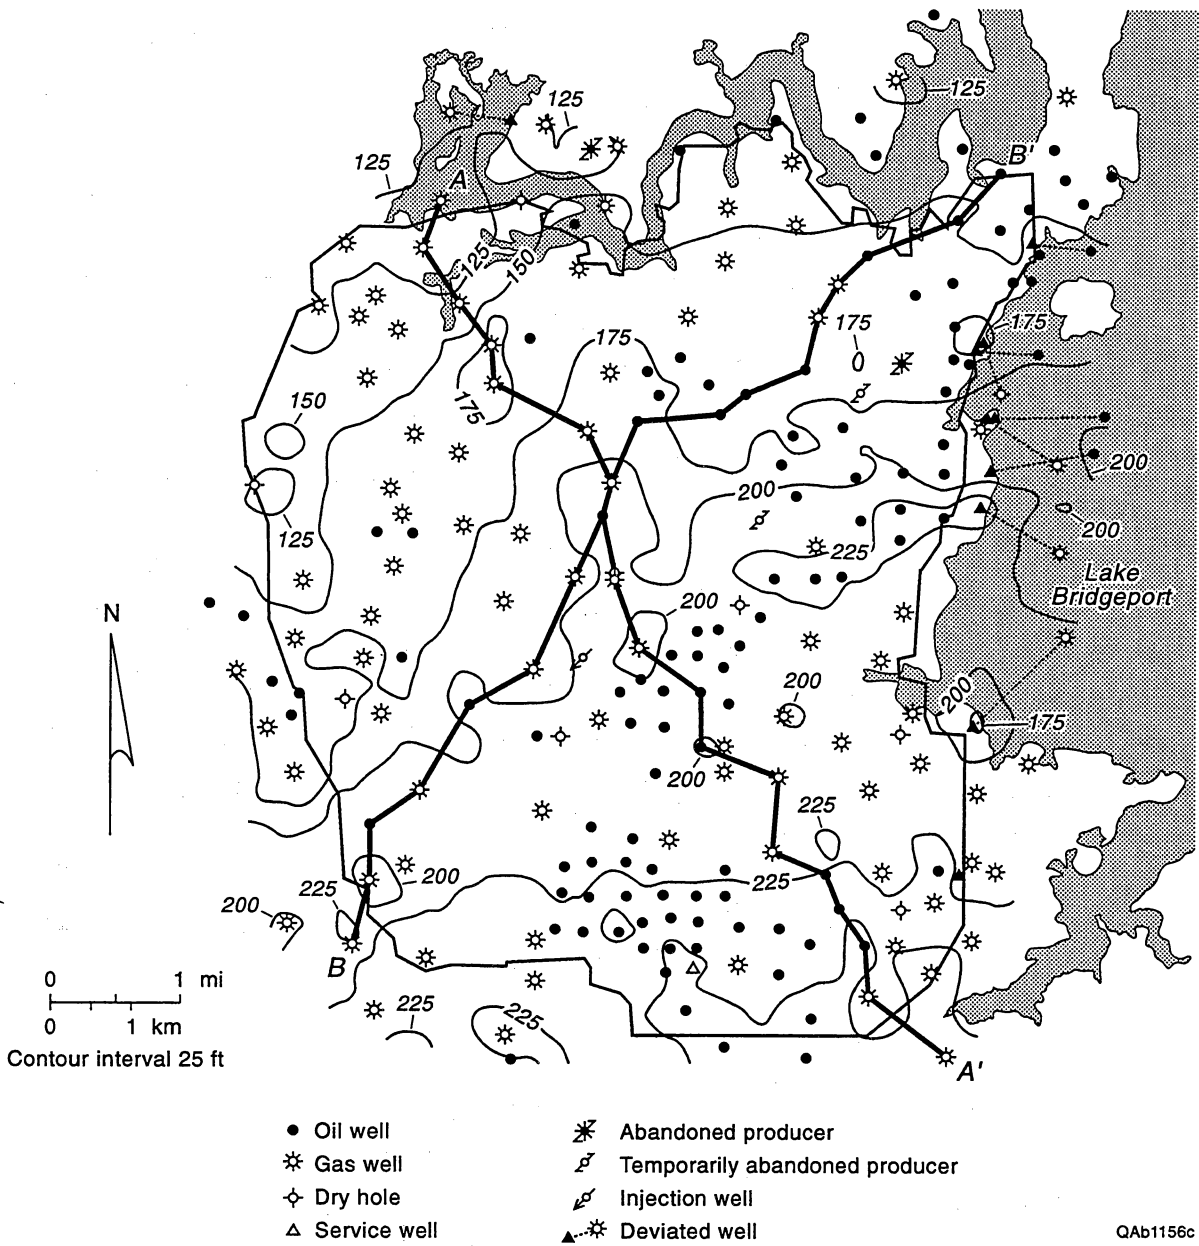 125
125
125
A
B'
125
150
175
175
175
150
175
200
200
125
225
200
Lake
Bridgeport
N
200
200
200
175
200
225
225
200
225
200
B
0 1 mi
225
225
0 1 km
Contour interval 25 ft
A'
Oil well
Abandoned producer
Gas well
Temporarily abandoned producer
Dry hole
Injection well
Service well
Deviated well
QAb1156c